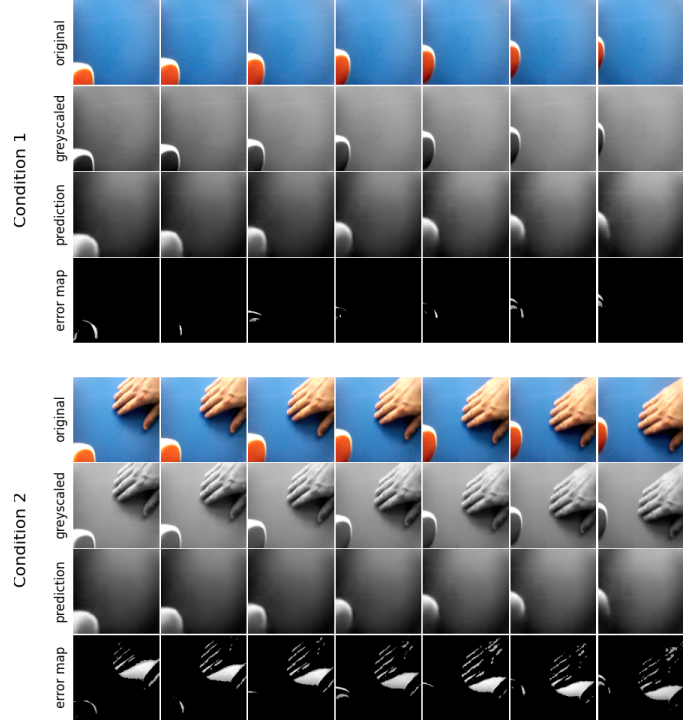 Condition 1
original
greyscaled
prediction
error map
Condition 2
original
greyscaled
prediction
error map